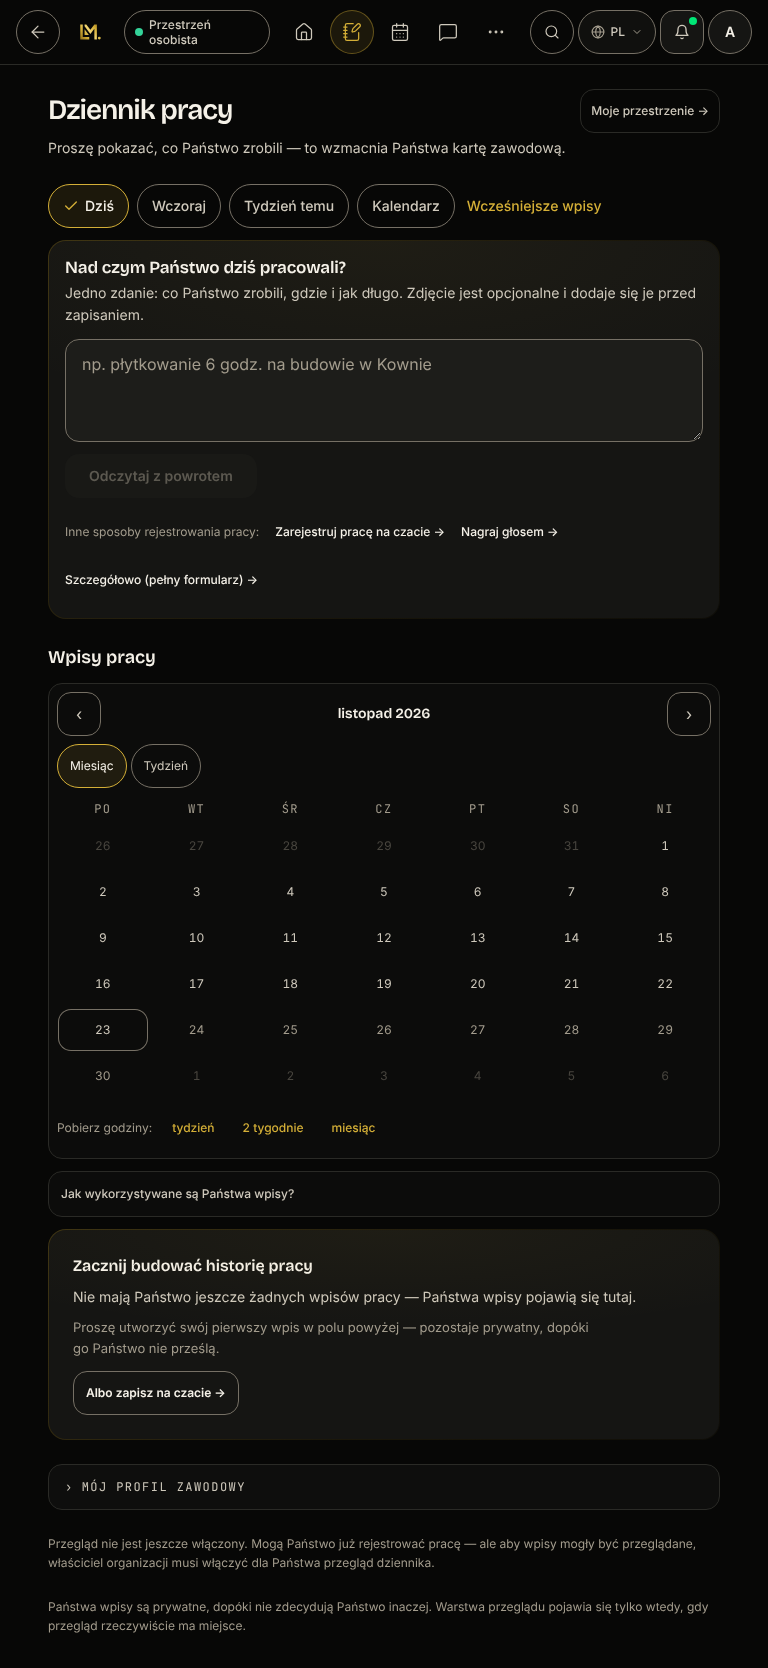 LM.
Przestrzeń
osobista
PL
A
Dziennik pracy
Moje przestrzenie →
Proszę pokazać, co Państwo zrobili — to wzmacnia Państwa kartę zawodową.
Dziś
Wczoraj
Tydzień temu
Kalendarz
Wcześniejsze wpisy
Nad czym Państwo dziś pracowali?
Jedno zdanie: co Państwo zrobili, gdzie i jak długo. Zdjęcie jest opcjonalne i dodaje się je przed
zapisaniem.
np. płytkowanie 6 godz. na budowie w Kownie
Odczytaj z powrotem
Inne sposoby rejestrowania pracy: Zarejestruj pracę na czacie → Nagraj głosem →
Szczegółowo (pełny formularz) →
Wpisy pracy
‹ listopad 2026 ›
Miesiąc Tydzień
PO WT ŚR CZ PT SO NI
26 27 28 29 30 31 1
2 3 4 5 6 7 8
9 10 11 12 13 14 15
16 17 18 19 20 21 22
23 24 25 26 27 28 29
30 1 2 3 4 5 6
Pobierz godziny: tydzień 2 tygodnie miesiąc
Jak wykorzystywane są Państwa wpisy?
Zacznij budować historię pracy
Nie mają Państwo jeszcze żadnych wpisów pracy — Państwa wpisy pojawią się tutaj.
Proszę utworzyć swój pierwszy wpis w polu powyżej — pozostaje prywatny, dopóki
go Państwo nie prześlą.
Albo zapisz na czacie →
› MÓJ PROFIL ZAWODOWY
Przegląd nie jest jeszcze włączony. Mogą Państwo już rejestrować pracę — ale aby wpisy mogły być przeglądane,
właściciel organizacji musi włączyć dla Państwa przegląd dziennika.
Państwa wpisy są prywatne, dopóki nie zdecydują Państwo inaczej. Warstwa przeglądu pojawia się tylko wtedy, gdy
przegląd rzeczywiście ma miejsce.